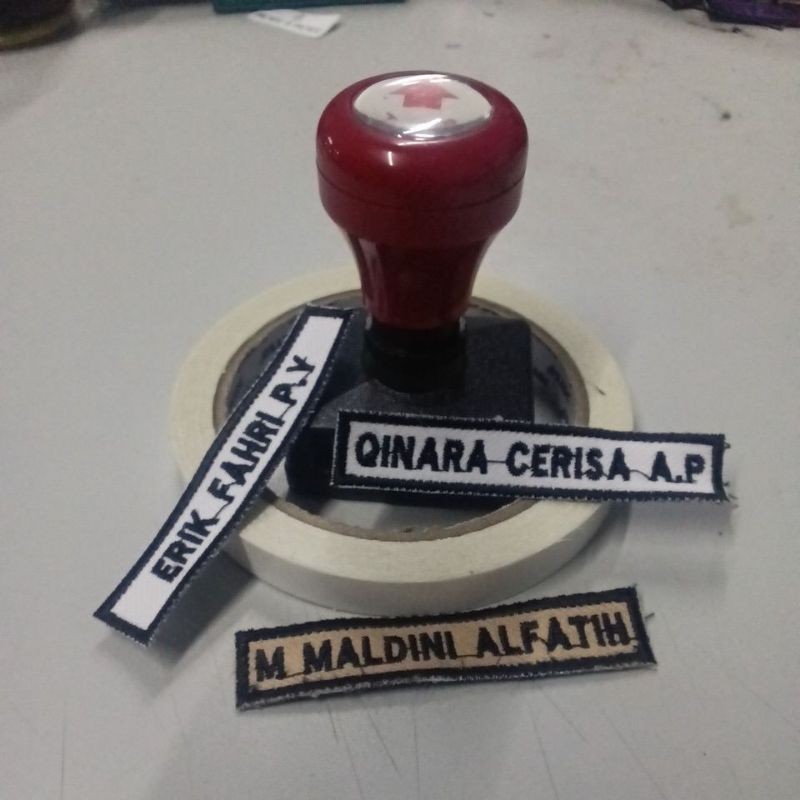 ERIK FAHRI P.Y
QINARA CERISA A.P
M MALDINI ALFATIH